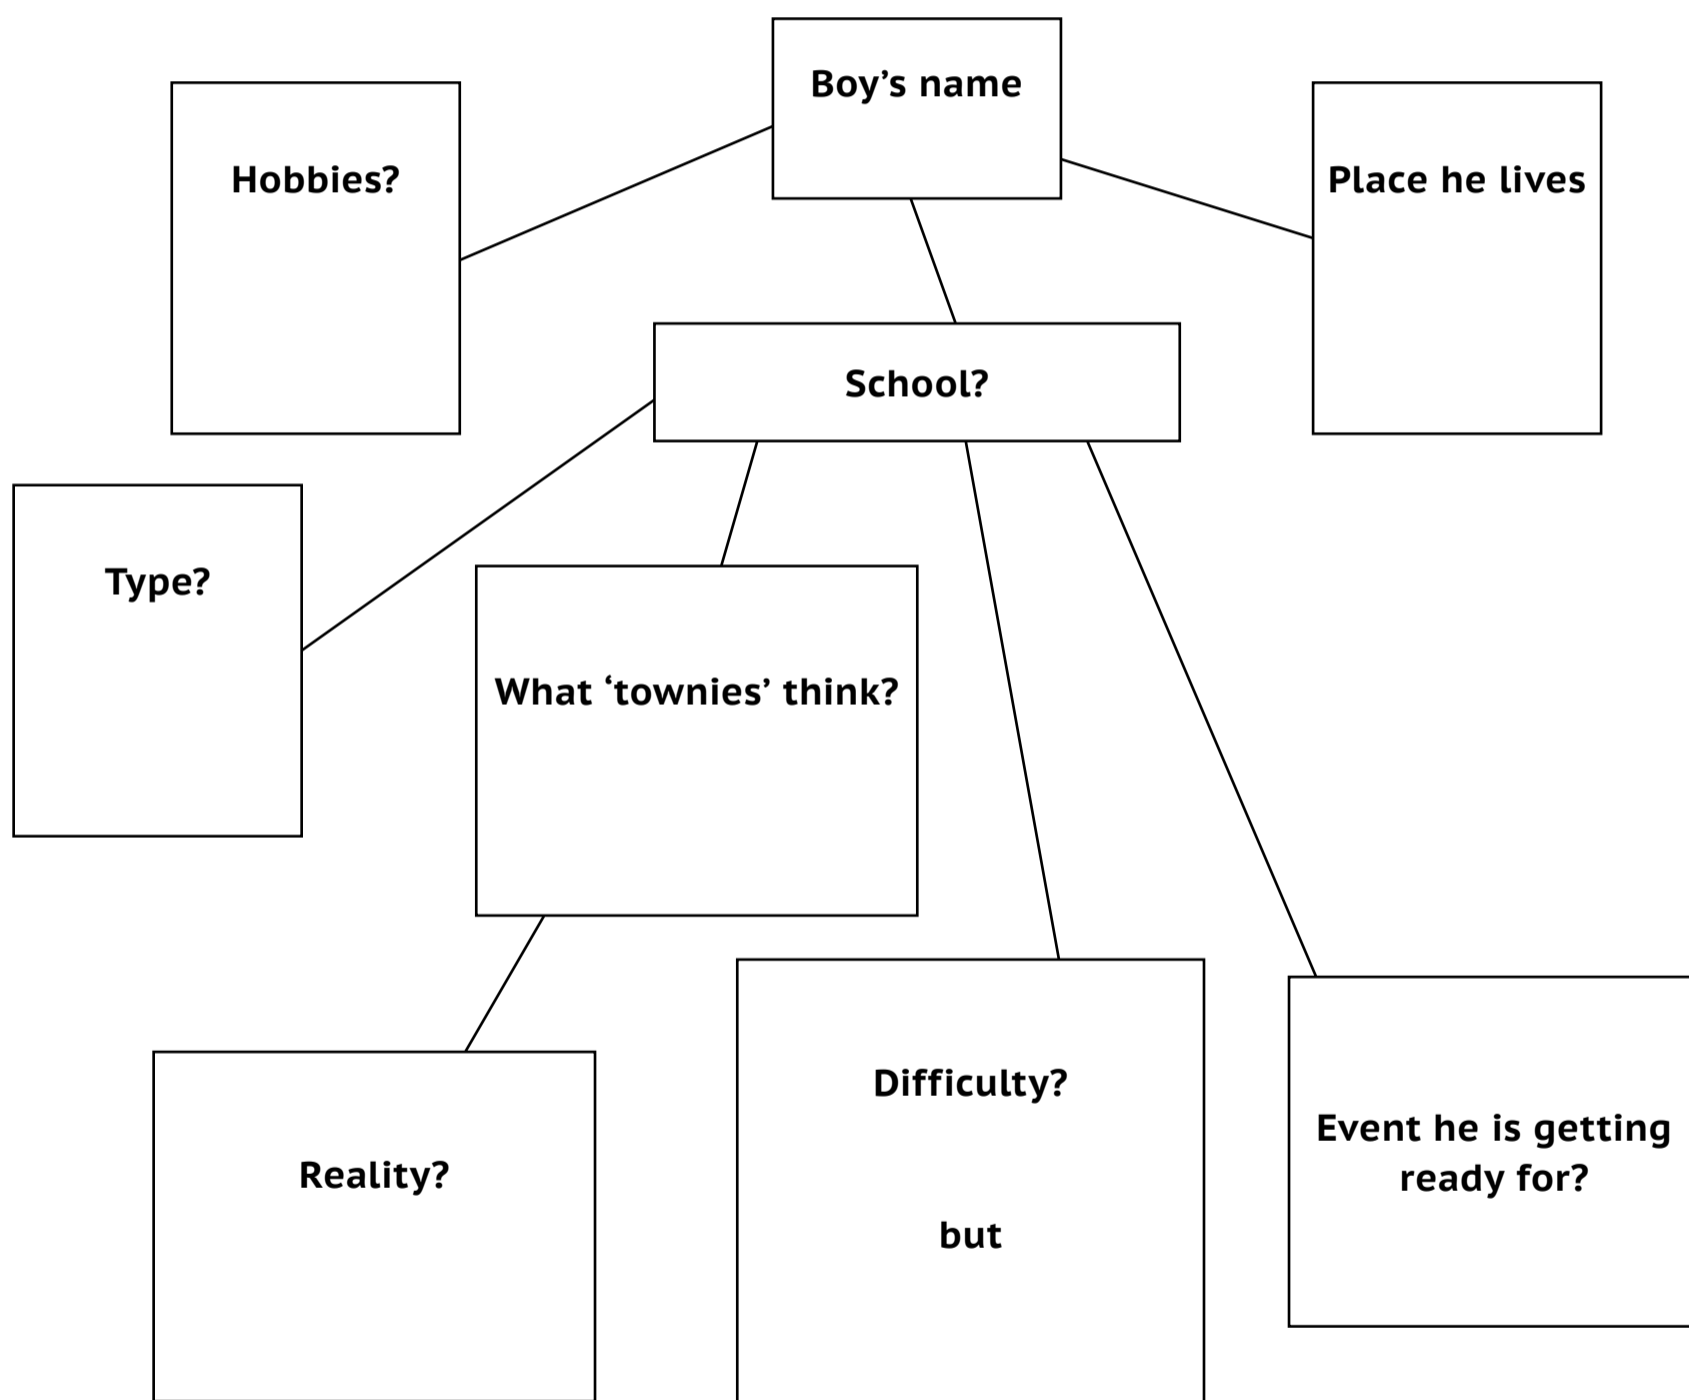 Boy’s name
Hobbies?
Place he lives
School?
Type?
What ‘townies’ think?
Reality?
Difficulty?
but
Event he is getting
ready for?